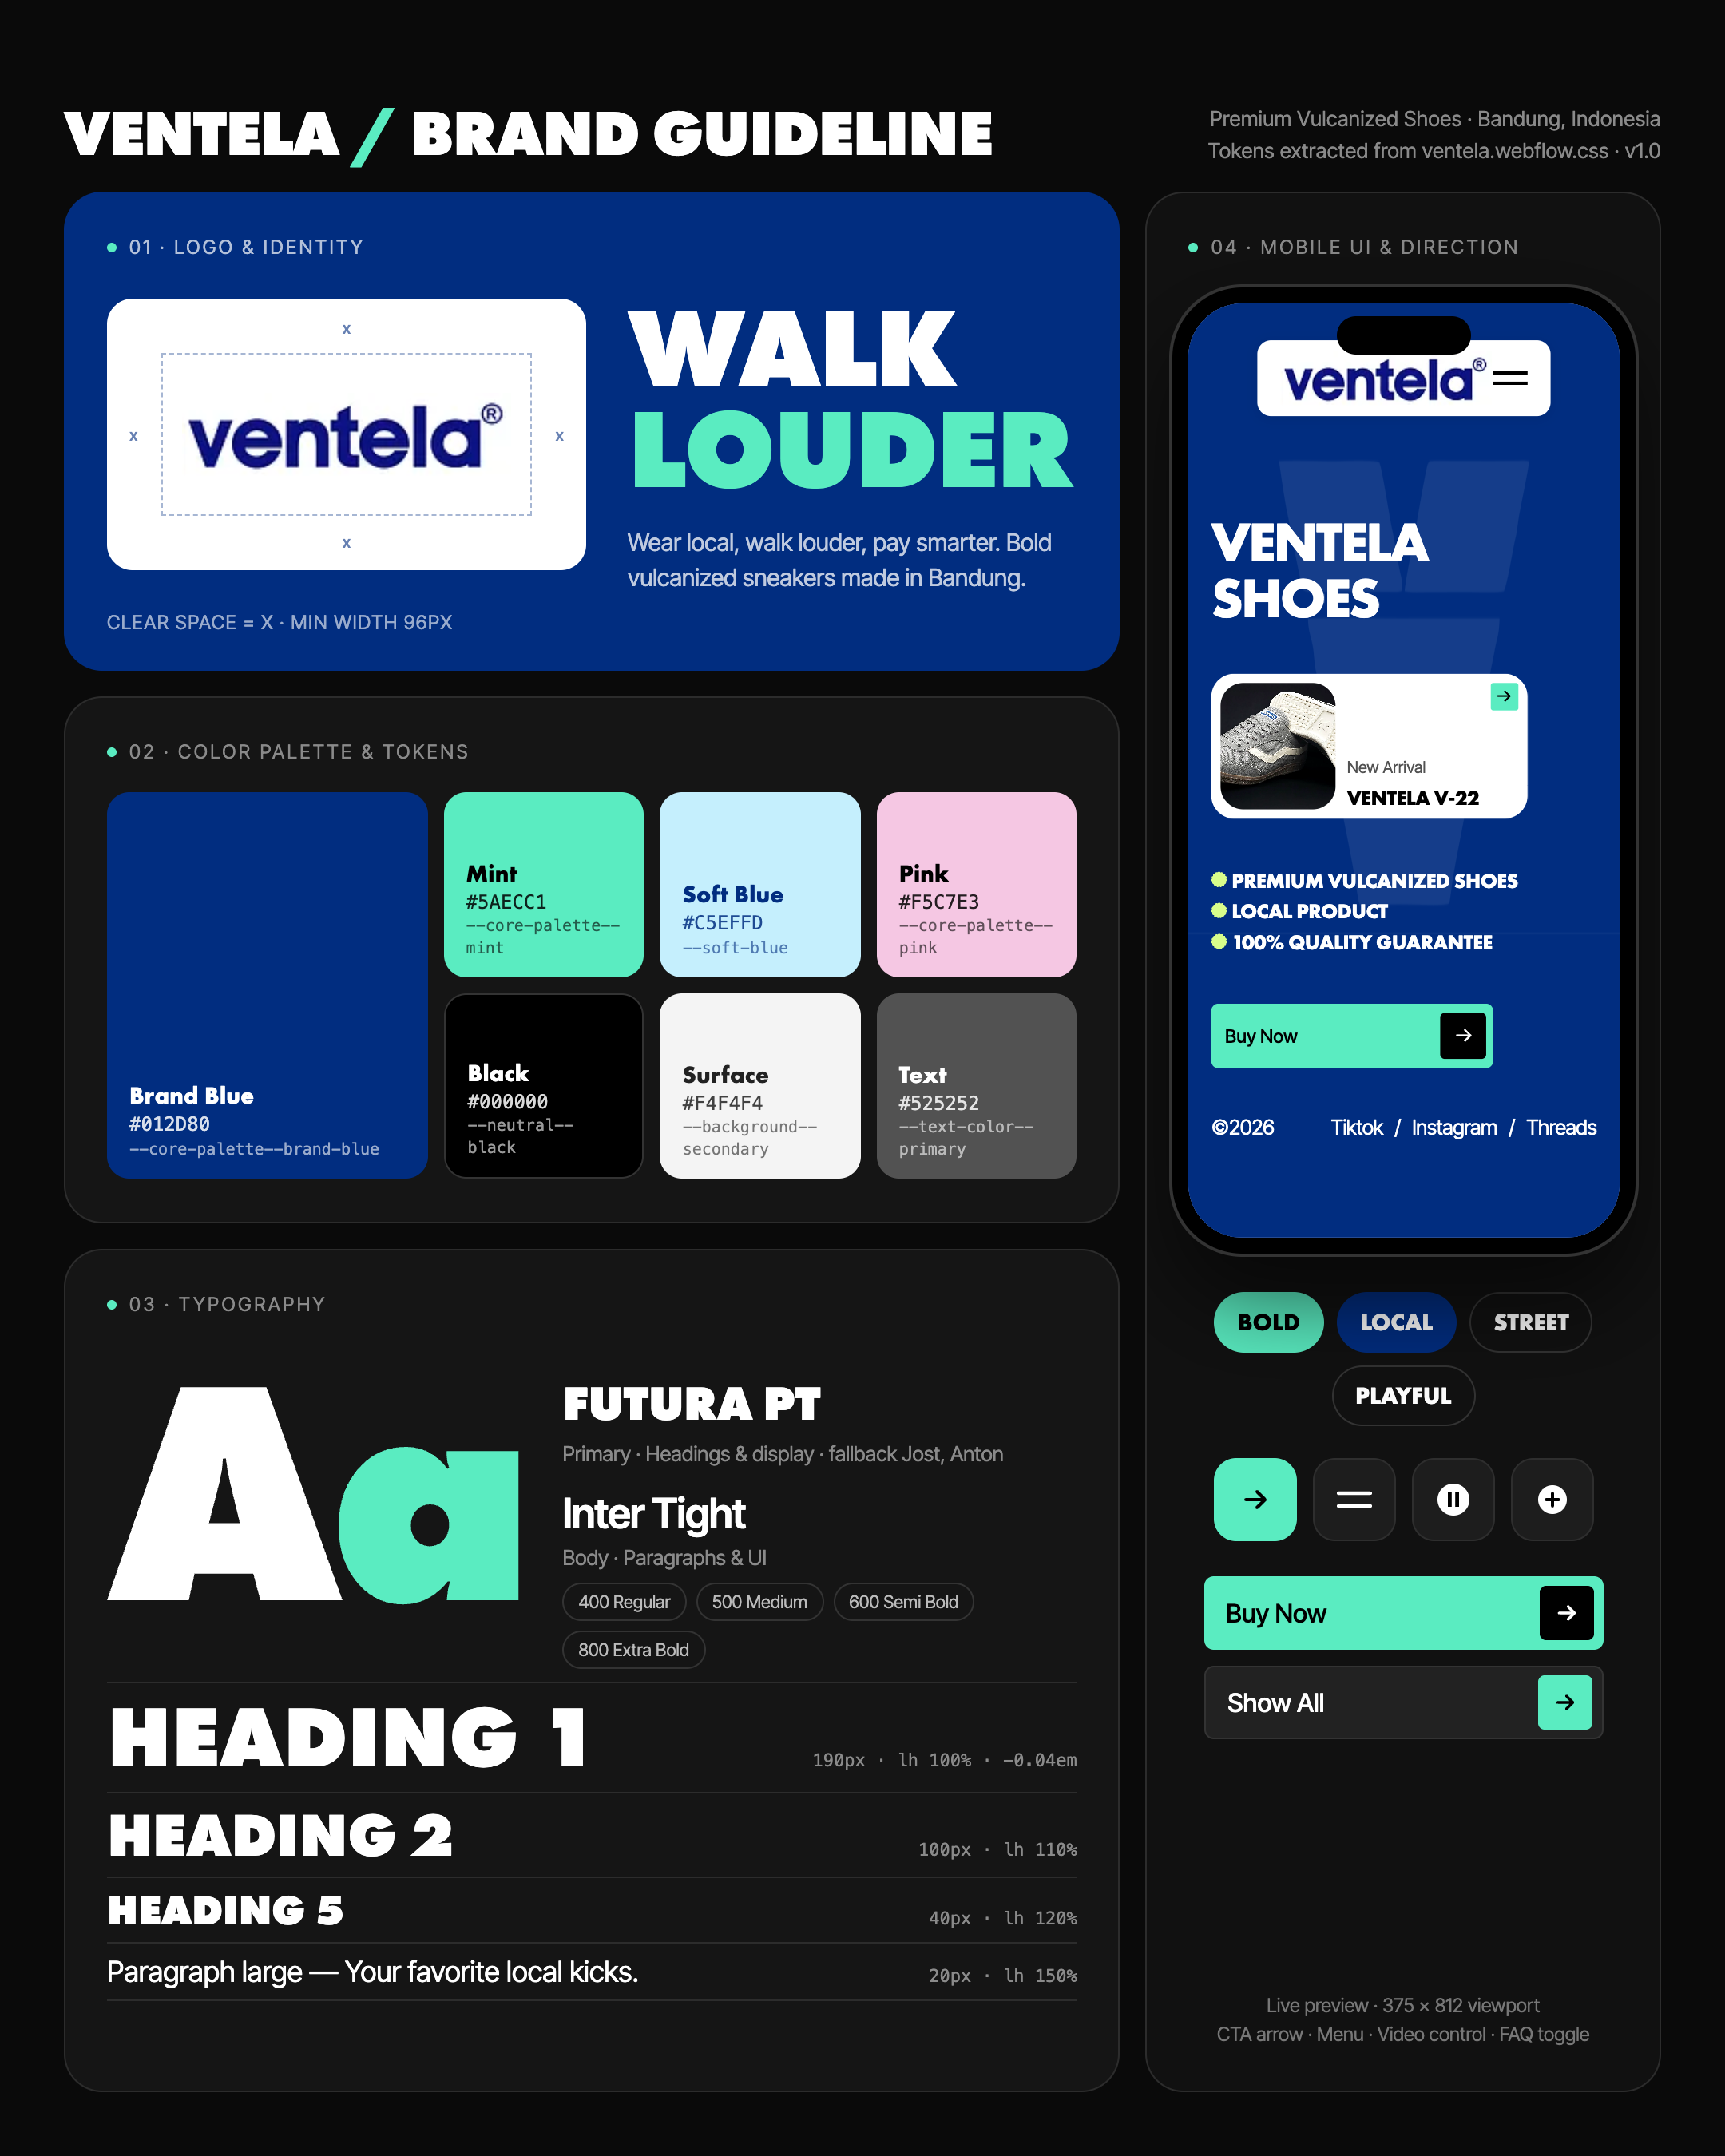 VENTELA / BRAND GUIDELINE
Premium Vulcanized Shoes · Bandung, Indonesia
Tokens extracted from ventela.webflow.css · v1.0
01 · LOGO & IDENTITY
x
x
ventela®
x
x
CLEAR SPACE = X · MIN WIDTH 96PX
WALK
LOUDER
Wear local, walk louder, pay smarter. Bold
vulcanized sneakers made in Bandung.
02 · COLOR PALETTE & TOKENS
Brand Blue
#012D80
--core-palette--brand-blue
Mint
#5AECC1
--core-palette--
mint
Soft Blue
#C5EFFD
--soft-blue
Pink
#F5C7E3
--core-palette--
pink
Black
#000000
--neutral--
black
Surface
#F4F4F4
--background--
secondary
Text
#525252
--text-color--
primary
03 · TYPOGRAPHY
Aa
FUTURA PT
Primary · Headings & display · fallback Jost, Anton
Inter Tight
Body · Paragraphs & UI
400 Regular
500 Medium
600 Semi Bold
800 Extra Bold
HEADING 1
190px · lh 100% · −0.04em
HEADING 2
100px · lh 110%
HEADING 5
40px · lh 120%
Paragraph large — Your favorite local kicks.
20px · lh 150%
04 · MOBILE UI & DIRECTION
ventela®
VENTELA
SHOES
New Arrival
VENTELA V-22
PREMIUM VULCANIZED SHOES
LOCAL PRODUCT
100% QUALITY GUARANTEE
Buy Now
©2026
Tiktok / Instagram / Threads
BOLD
LOCAL
STREET
PLAYFUL
Buy Now
Show All
Live preview · 375 × 812 viewport
CTA arrow · Menu · Video control · FAQ toggle